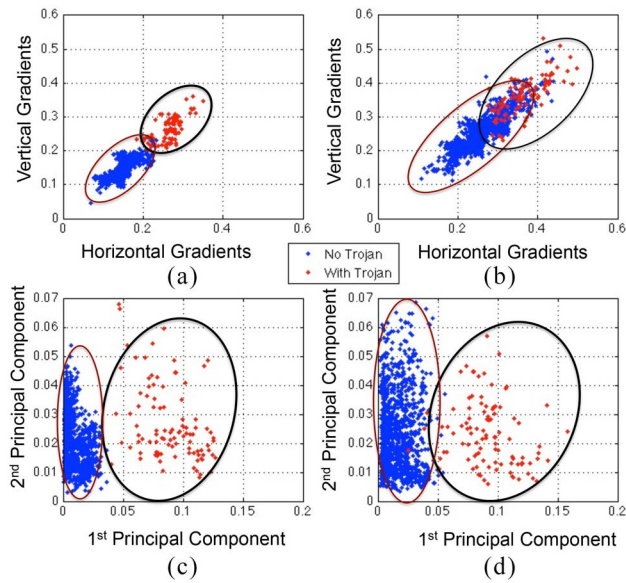 0.6
0.5
0.4
0.3
0.2
0.1
0
0 0.2 0.4 0.6
Vertical Gradients
Horizontal Gradients
(a)
0.6
0.5
0.4
0.3
0.2
0.1
0
0 0.2 0.4 0.6
Vertical Gradients
Horizontal Gradients
(b)
No Trojan
With Trojan
0.07
0.06
0.05
0.04
0.03
0.02
0.01
0
0 0.05 0.1 0.15 0.2
2nd Principal Component
1st Principal Component
(c)
0.07
0.06
0.05
0.04
0.03
0.02
0.01
0
0 0.05 0.1 0.15 0.2
2nd Principal Component
1st Principal Component
(d)